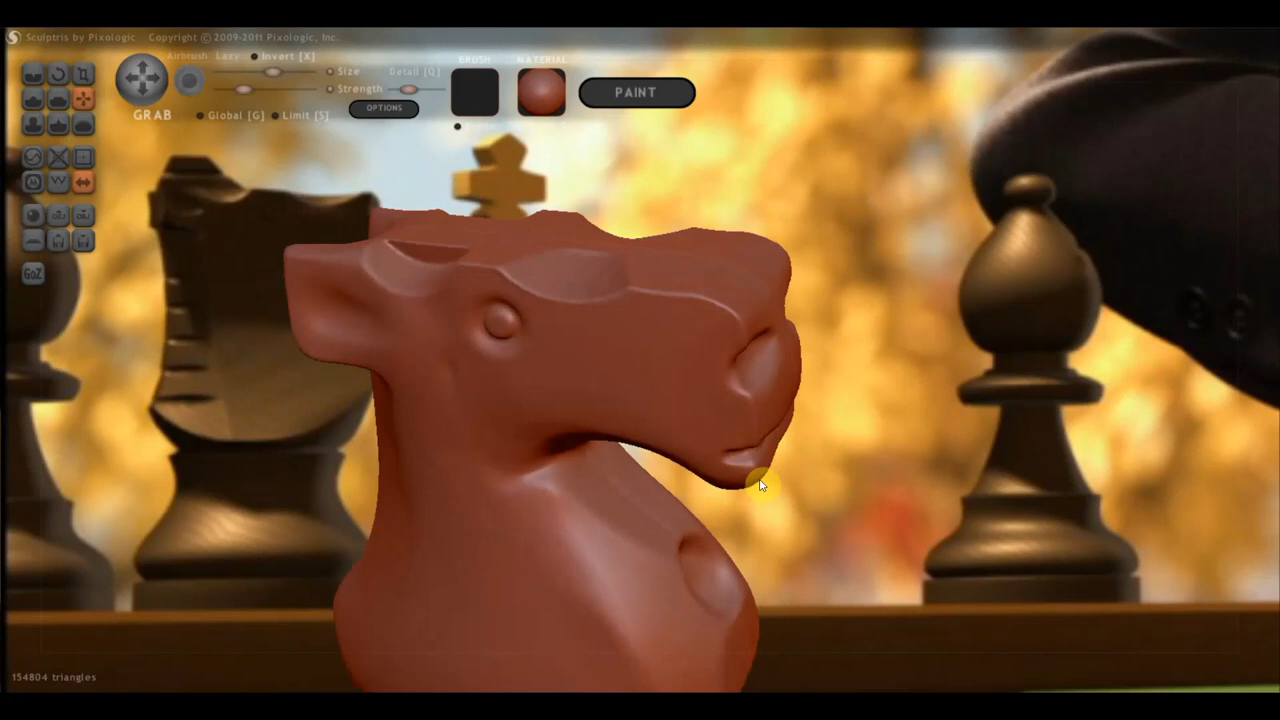 Sculptris by Pixologic Copyright © 2009-2011 Pixologic, Inc.
Airbrush Lazy Invert [X]
Size Detail [Q]
Strength
GRAB Global [G] Limit [S] OPTIONS
BRUSH MATERIAL
PAINT
GoZ
154804 triangles